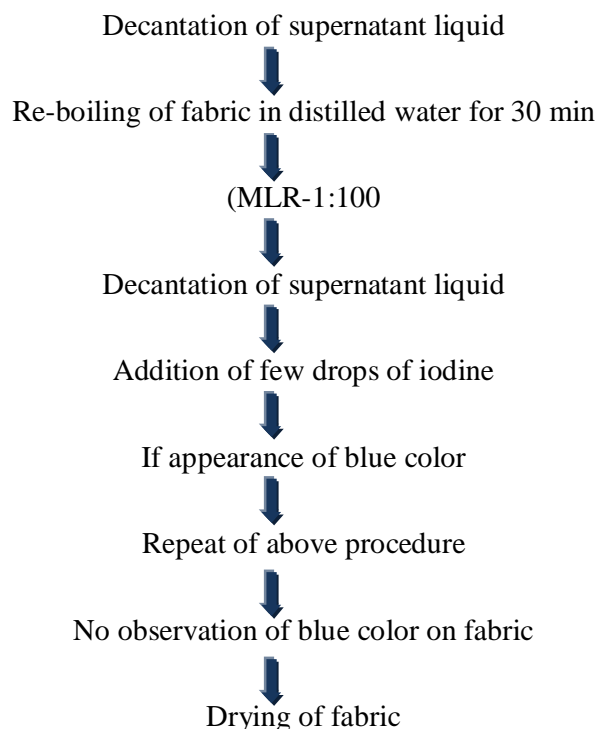 Decantation of supernatant liquid
Re-boiling of fabric in distilled water for 30 min
(MLR-1:100
Decantation of supernatant liquid
Addition of few drops of iodine
If appearance of blue color
Repeat of above procedure
No observation of blue color on fabric
Drying of fabric